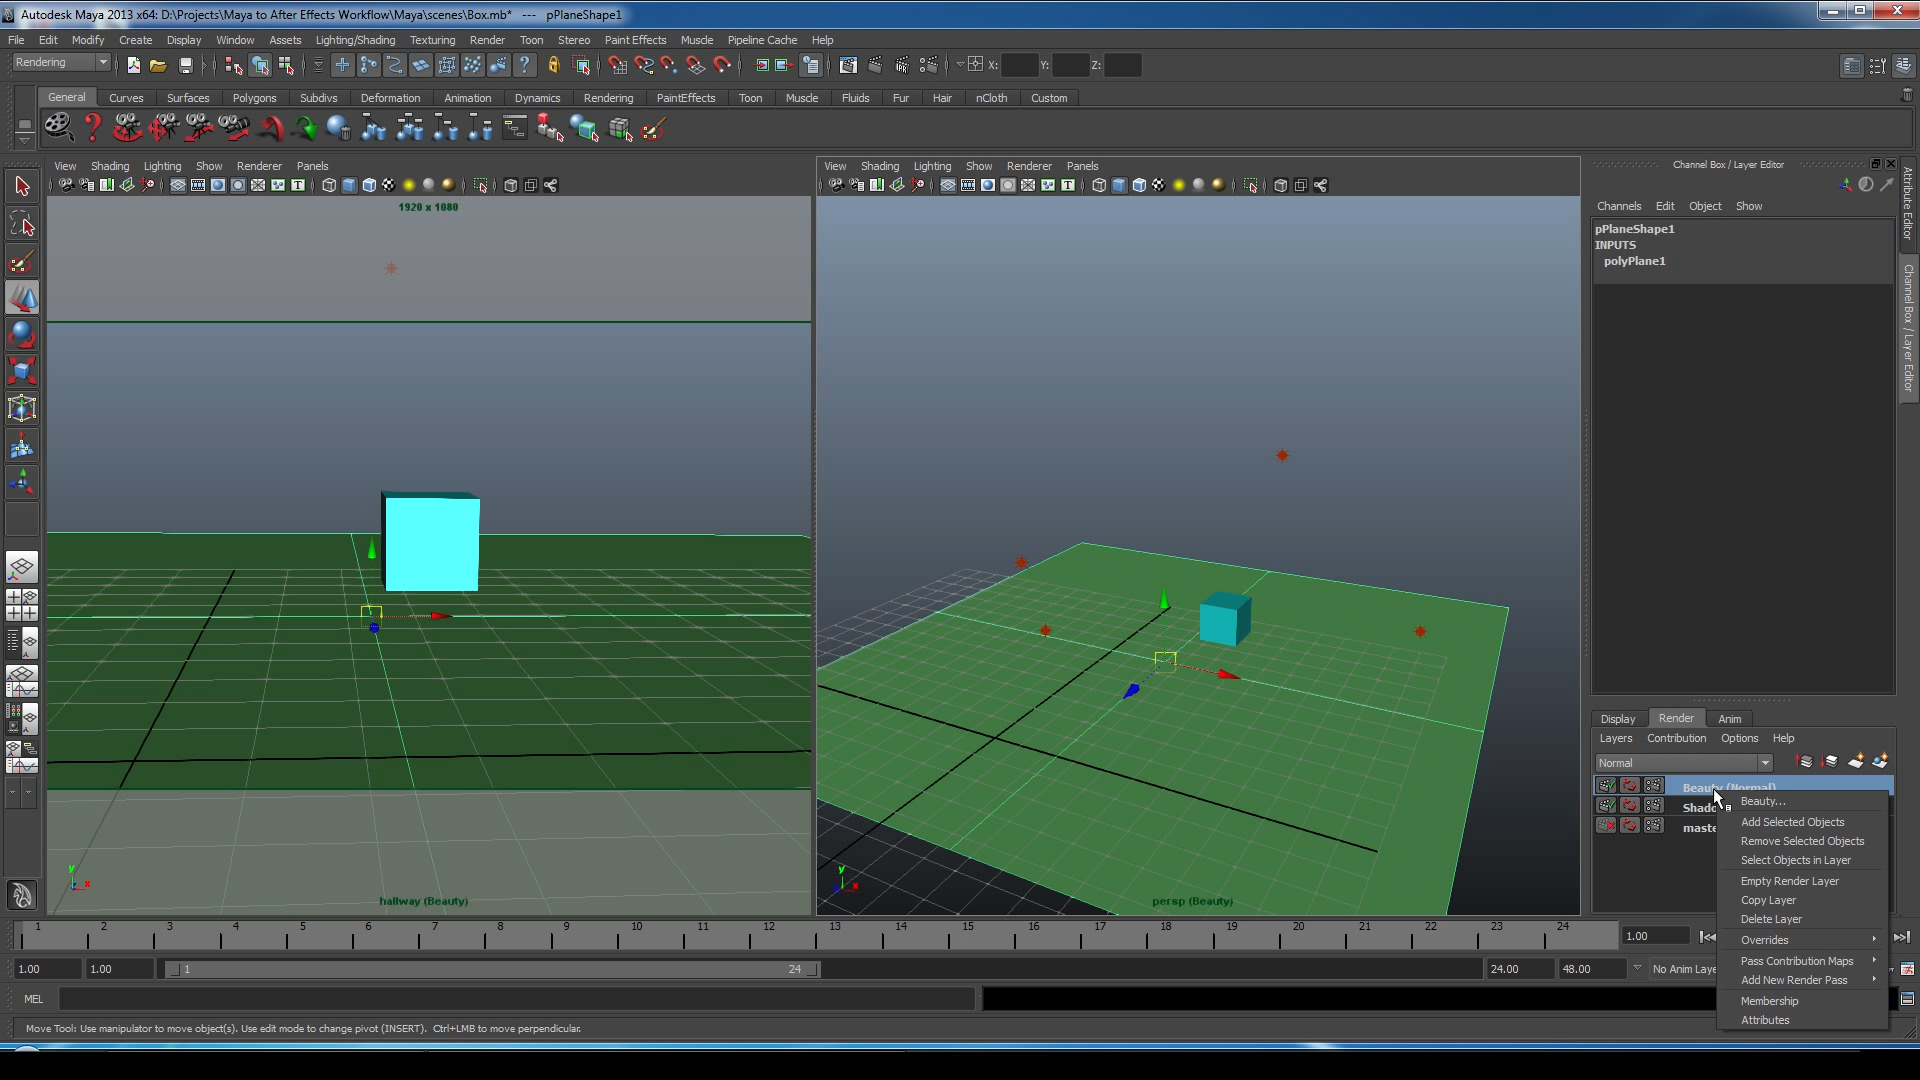 Autodesk Maya 2013 x64: D:\Projects\Maya to After Effects Workflow\Maya\scenes\Box.mb*  ---  pPlaneShape1
File Edit Modify Create Display Window Assets Lighting/Shading Texturing Render Toon Stereo Paint Effects Muscle Pipeline Cache Help
Rendering X: Y: Z:
General Curves Surfaces Polygons Subdivs Deformation Animation Dynamics Rendering PaintEffects Toon Muscle Fluids Fur Hair nCloth Custom
View Shading Lighting Show Renderer Panels
1920 x 1080
hallway (Beauty)
View Shading Lighting Show Renderer Panels
persp (Beauty)
Channel Box / Layer Editor
Channels Edit Object Show
pPlaneShape1
INPUTS
polyPlane1
Attribute Editor
Channel Box / Layer Editor
Display Render Anim
Layers Contribution Options Help
Normal
Beauty (Normal)
Shado
maste
Beauty...
Add Selected Objects
Remove Selected Objects
Select Objects in Layer
Empty Render Layer
Copy Layer
Delete Layer
Overrides
Pass Contribution Maps
Add New Render Pass
Membership
Attributes
1 2 3 4 5 6 7 8 9 10 11 12 13 14 15 16 17 18 19 20 21 22 23 24 1.00
1.00 1.00 1 24 24.00 48.00 No Anim Laye
MEL
Move Tool: Use manipulator to move object(s). Use edit mode to change pivot (INSERT). Ctrl+LMB to move perpendicular.